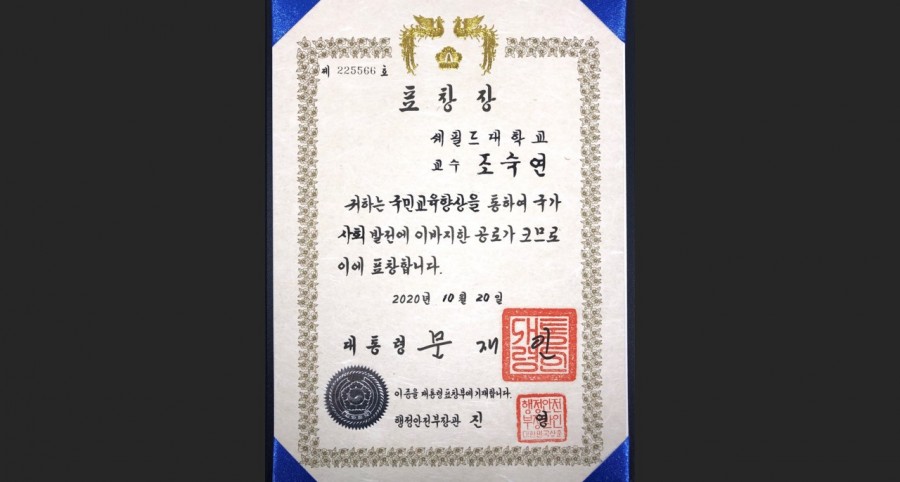 제 225566 호
표창장
셰필드대학교
교수 조숙연
귀하는 국민교육향상을 통하여 국가
사회 발전에 이바지한 공로가 크므로
이에 표창합니다.
2020년 10월 20일
대통령 문재인
이 증을 대통령 표창부에 기재합니다.
행정안전부장관 진영